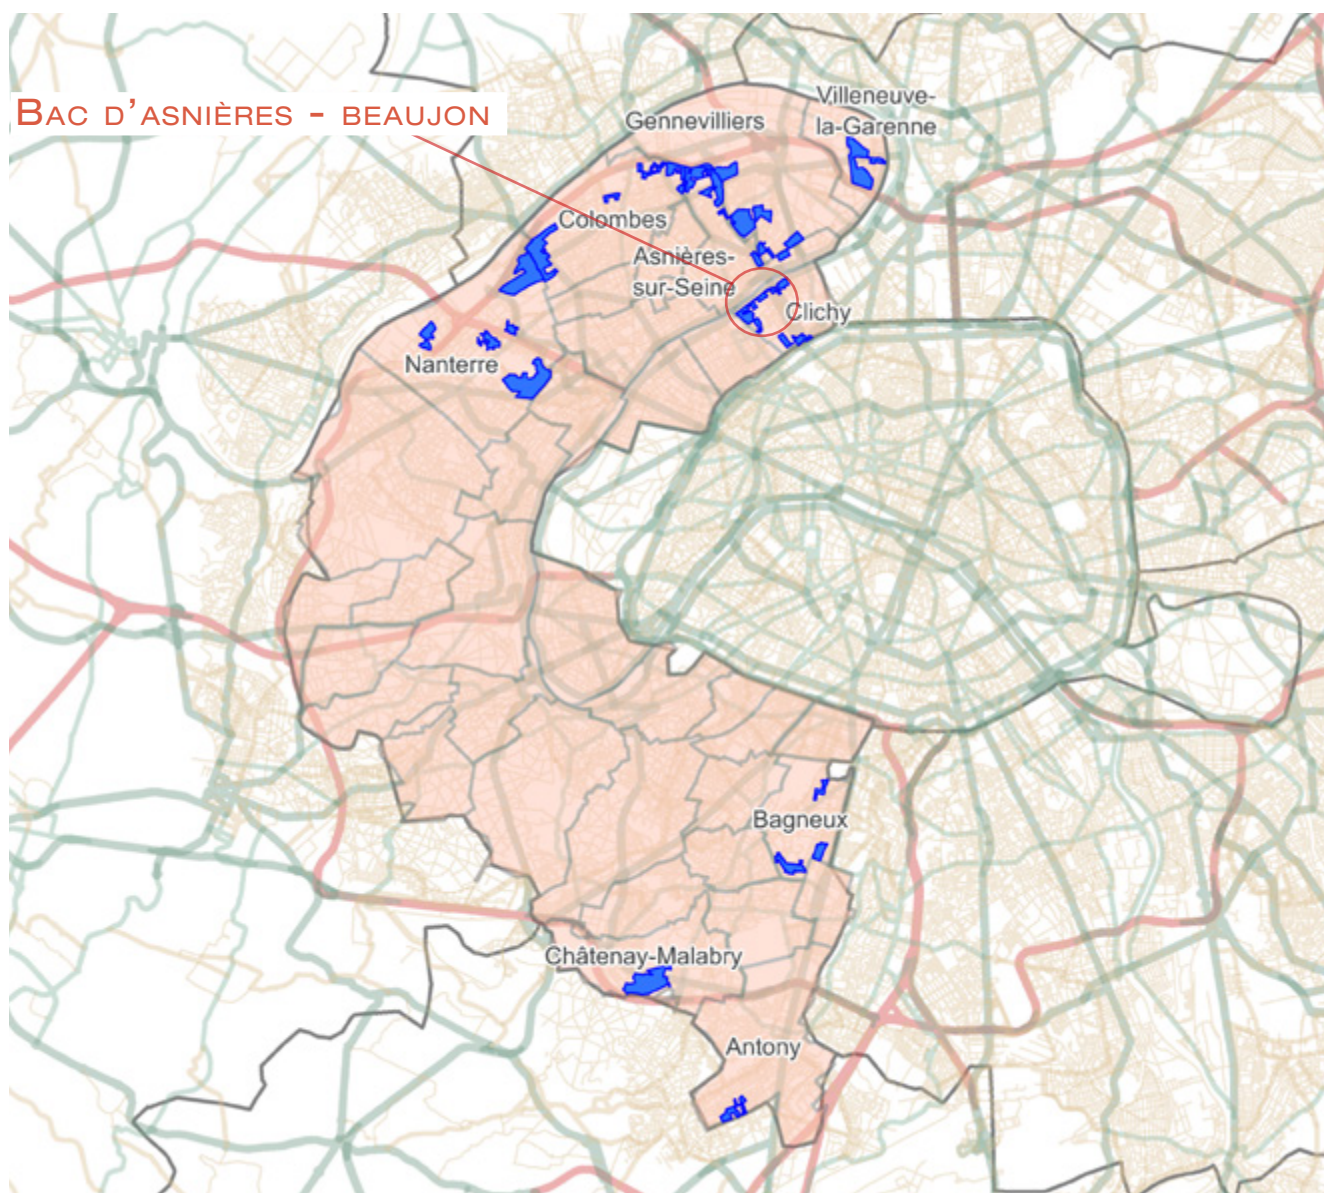 BAC D'ASNIÈRES - BEAUJON
Villeneuve-
la-Garenne
Gennevilliers
Colombes
Asnières-
sur-Seine
Clichy
Nanterre
Bagneux
Châtenay-Malabry
Antony